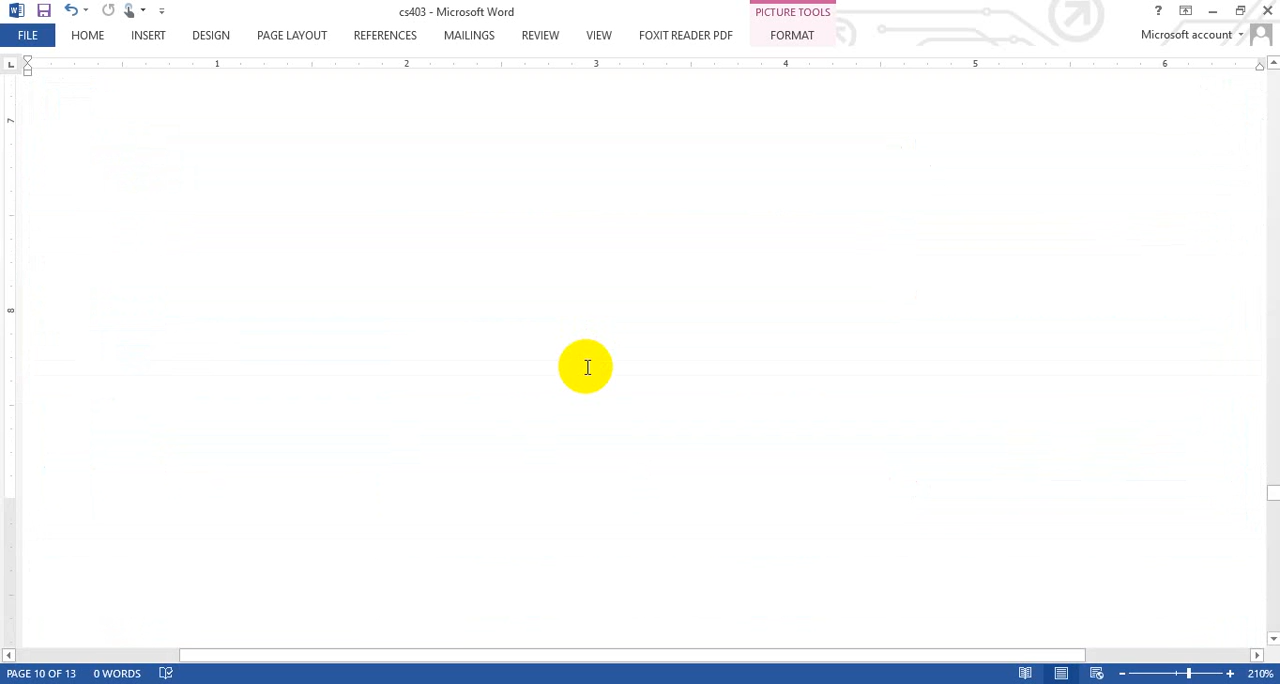 cs403 - Microsoft Word
PICTURE TOOLS
?
FILE
HOME
INSERT
DESIGN
PAGE LAYOUT
REFERENCES
MAILINGS
REVIEW
VIEW
FOXIT READER PDF
FORMAT
Microsoft account
L
1
2
3
4
5
6
7
8
PAGE 10 OF 13
0 WORDS
210%